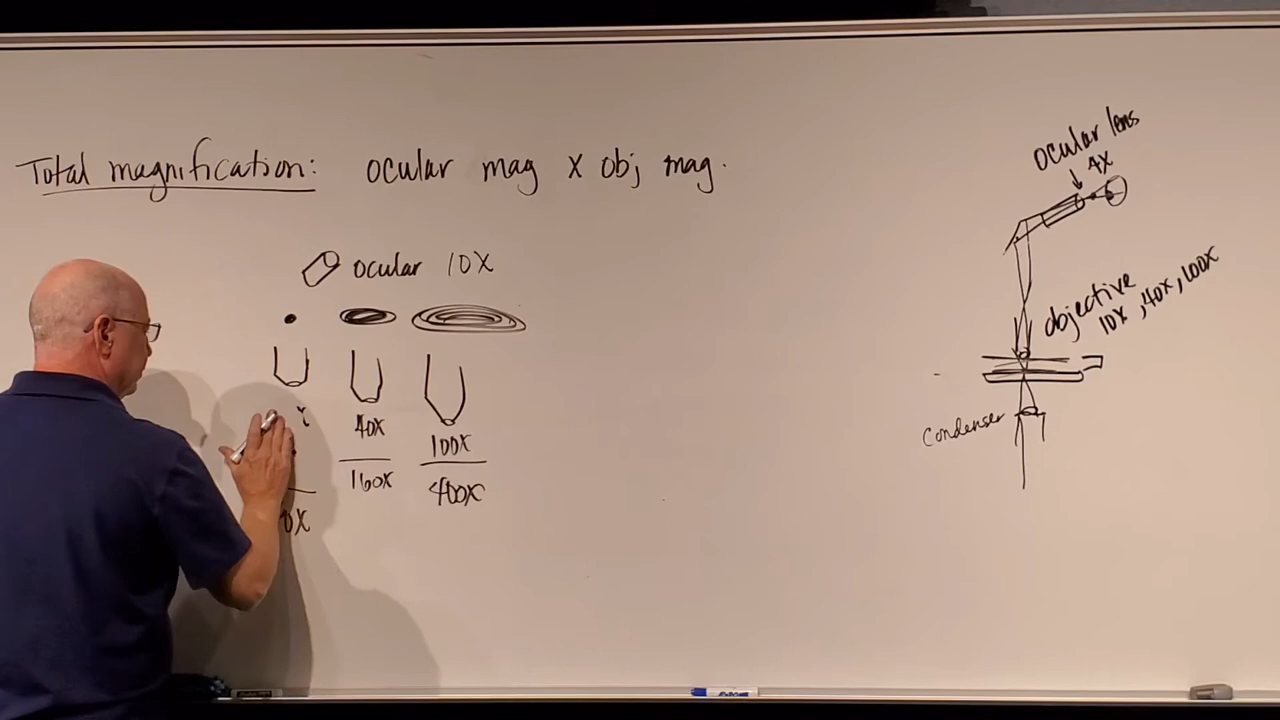 Total magnification: ocular mag X obj mag.
ocular 10X
40X
100X
160X
400X
0X
ocular lens
4X
objective
10X, 40X, 100X
Condenser